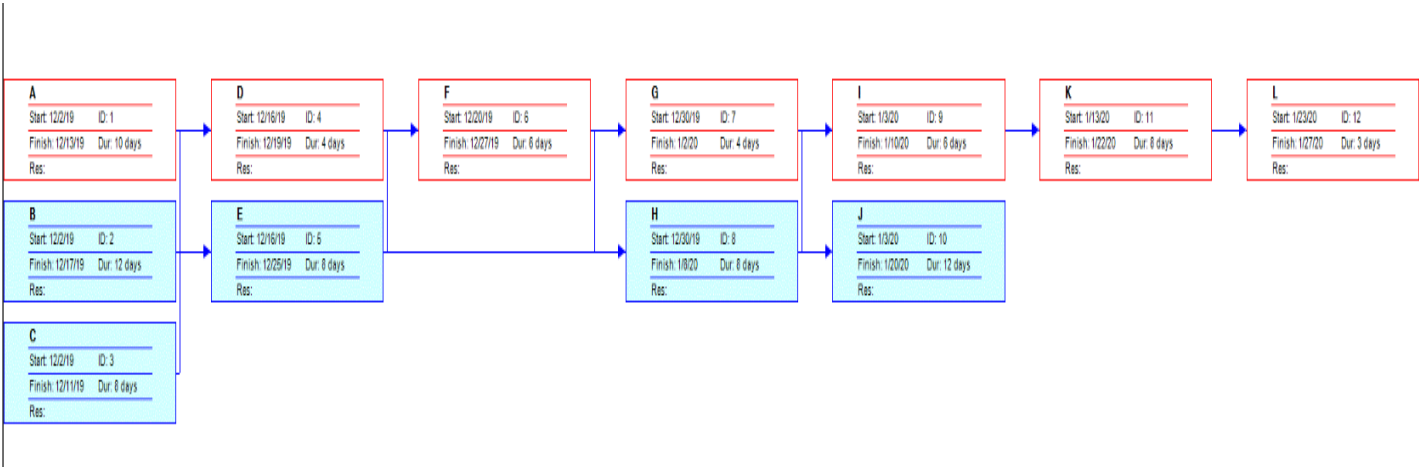 A
Start: 12/2/19 ID: 1
Finish: 12/13/19 Dur: 10 days
Res:
D
Start: 12/16/19 ID: 4
Finish: 12/19/19 Dur: 4 days
Res:
F
Start: 12/20/19 ID: 6
Finish: 12/27/19 Dur: 6 days
Res:
G
Start: 12/30/19 ID: 7
Finish: 1/2/20 Dur: 4 days
Res:
I
Start: 1/3/20 ID: 9
Finish: 1/10/20 Dur: 6 days
Res:
K
Start: 1/13/20 ID: 11
Finish: 1/22/20 Dur: 8 days
Res:
L
Start: 1/23/20 ID: 12
Finish: 1/27/20 Dur: 3 days
Res:
B
Start: 12/2/19 ID: 2
Finish: 12/17/19 Dur: 12 days
Res:
E
Start: 12/16/19 ID: 5
Finish: 12/25/19 Dur: 8 days
Res:
H
Start: 12/30/19 ID: 8
Finish: 1/8/20 Dur: 8 days
Res:
J
Start: 1/3/20 ID: 10
Finish: 1/20/20 Dur: 12 days
Res:
C
Start: 12/2/19 ID: 3
Finish: 12/11/19 Dur: 8 days
Res: